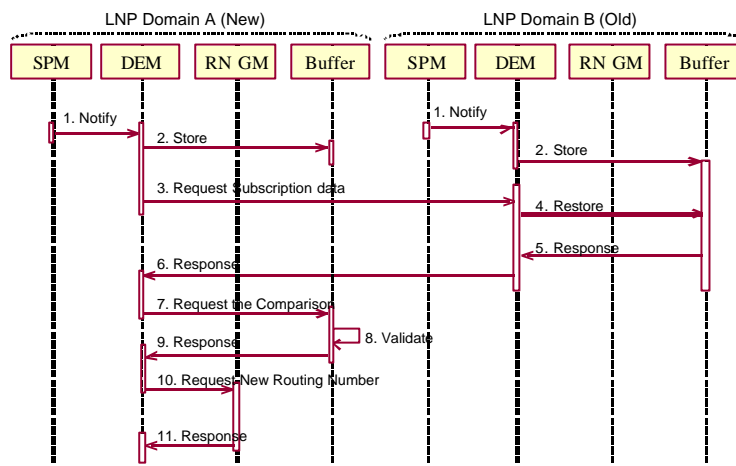 LNP Domain A (New)
LNP Domain B (Old)
SPM
DEM
RN GM
Buffer
SPM
DEM
RN GM
Buffer
1. Notify
1. Notify
2. Store
2. Store
3. Request Subscription data
4. Restore
5. Response
6. Response
7. Request the Comparison
8. Validate
9. Response
10. Request New Routing Number
11. Response